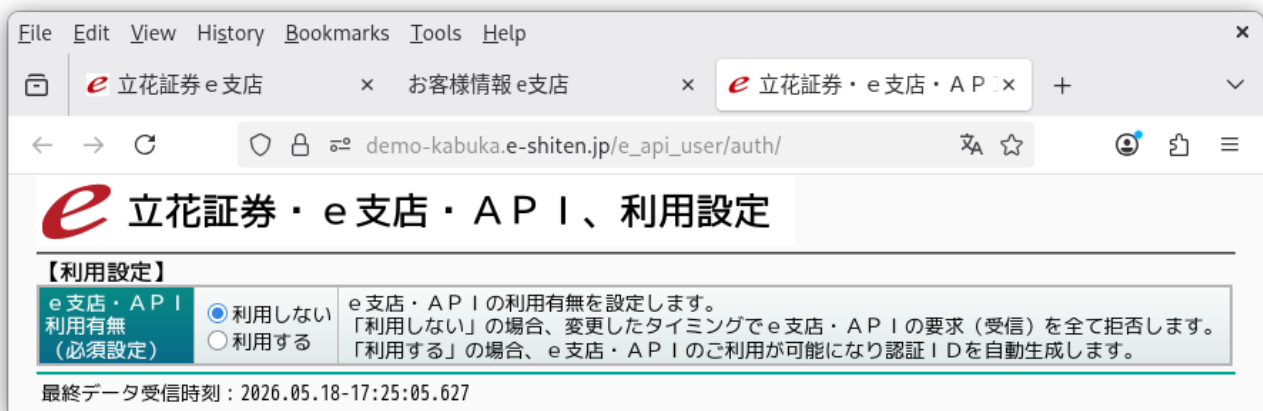 File Edit View History Bookmarks Tools Help ×
立花証券ｅ支店 × お客様情報 e支店 × 立花証券・ｅ支店・ＡＰ × +
demo-kabuka.e-shiten.jp/e_api_user/auth/
e 立花証券・ｅ支店・ＡＰＩ、利用設定
【利用設定】
ｅ支店・ＡＰＩ
利用有無
（必須設定）
利用しない
利用する
ｅ支店・ＡＰＩの利用有無を設定します。
「利用しない」の場合、変更したタイミングでｅ支店・ＡＰＩの要求（受信）を全て拒否します。
「利用する」の場合、ｅ支店・ＡＰＩのご利用が可能になり認証ＩＤを自動生成します。
最終データ受信時刻：2026.05.18-17:25:05.627